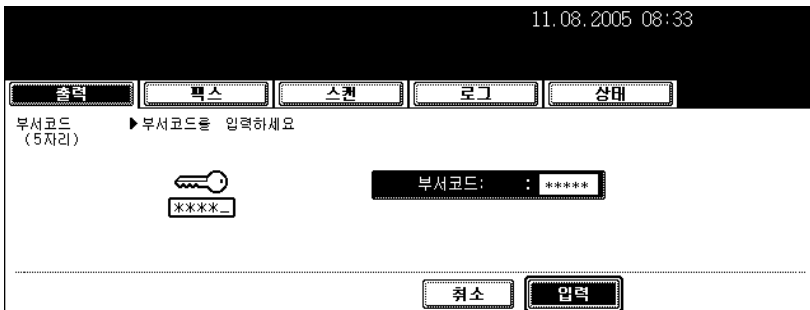 11.08.2005 08:33
출력 팩스 스캔 로그 상태
부서코드 ▶부서코드를 입력하세요
(5자리)
부서코드: : *****
****_
취소 입력